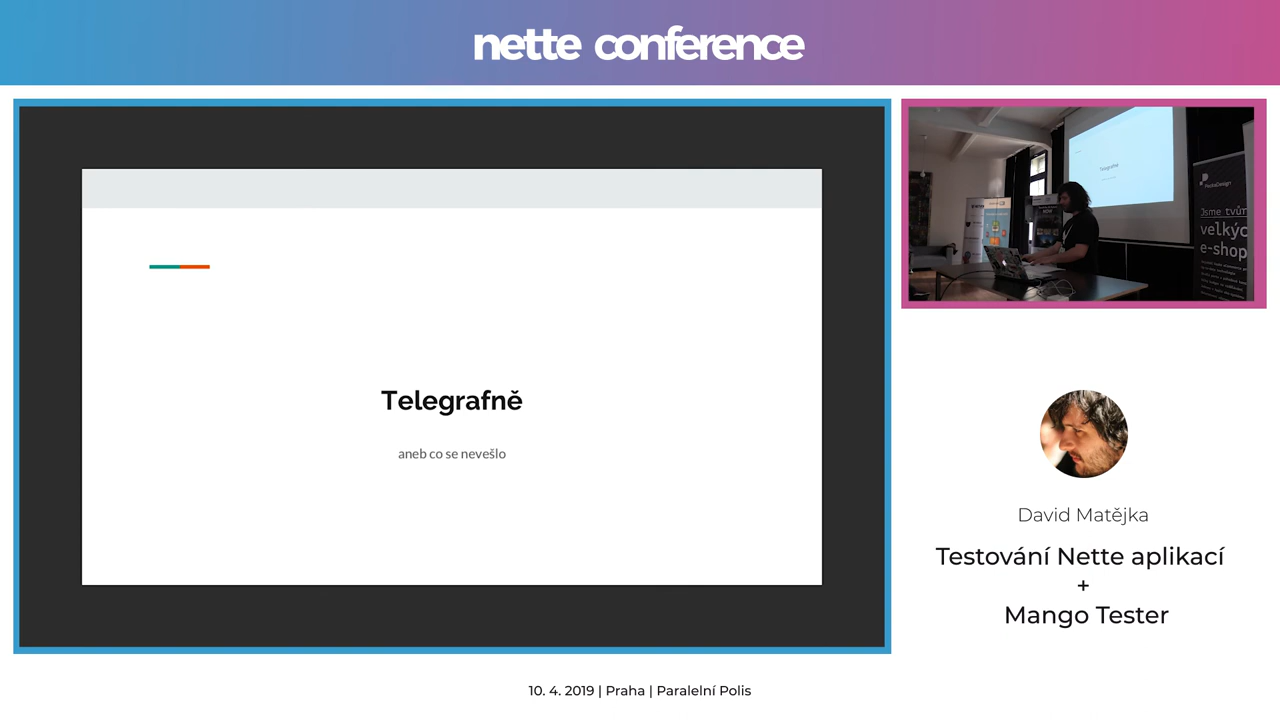 nette conference
Telegrafně
aneb co se nevešlo
Telegrafně
Jsme tvůr
velkýc
e-shop
David Matějka
Testování Nette aplikací
+
Mango Tester
10. 4. 2019 | Praha | Paralelní Polis